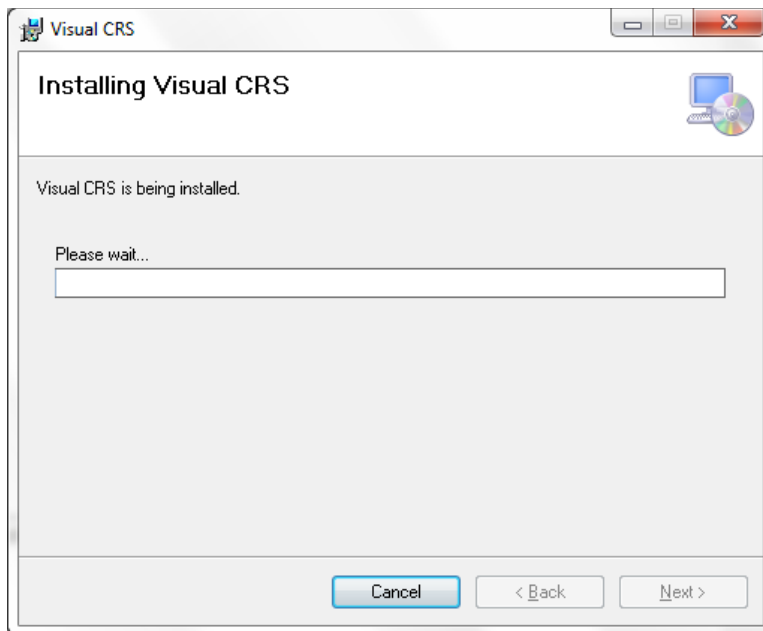 Visual CRS
Installing Visual CRS
Visual CRS is being installed.
Please wait...
Cancel
< Back
Next >